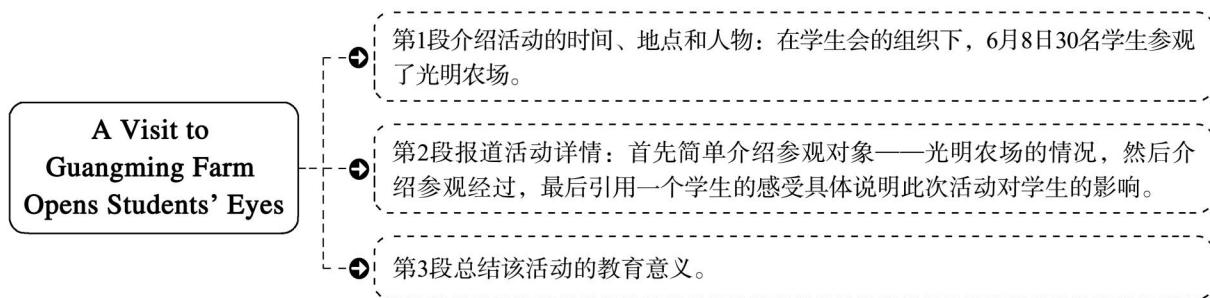 A Visit to
Guangming Farm
Opens Students’ Eyes
第1段介绍活动的时间、地点和人物：在学生会的组织下，6月8日30名学生参观
了光明农场。
第2段报道活动详情：首先简单介绍参观对象——光明农场的情况，然后介
绍参观经过，最后引用一个学生的感受具体说明此次活动对学生的影响。
第3段总结该活动的教育意义。